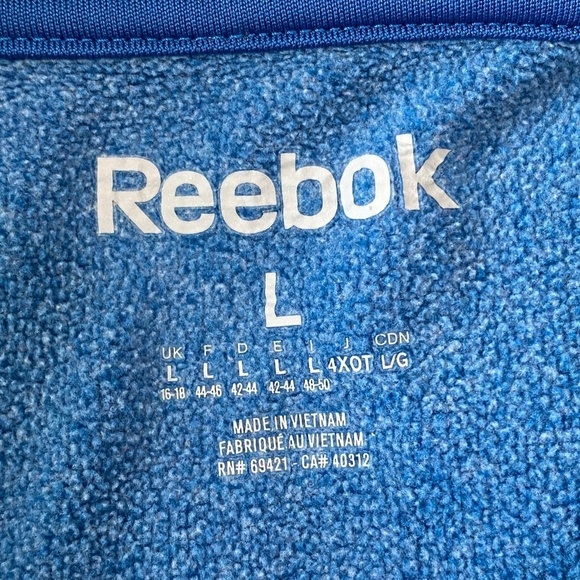 Reebok
L
UK F D E I J CDN
L L L L L 4XOT L/G
16-18 44-46 42-44 42-44 48-50
MADE IN VIETNAM
FABRIQUÉ AU VIETNAM
RN# 69421 - CA# 40312